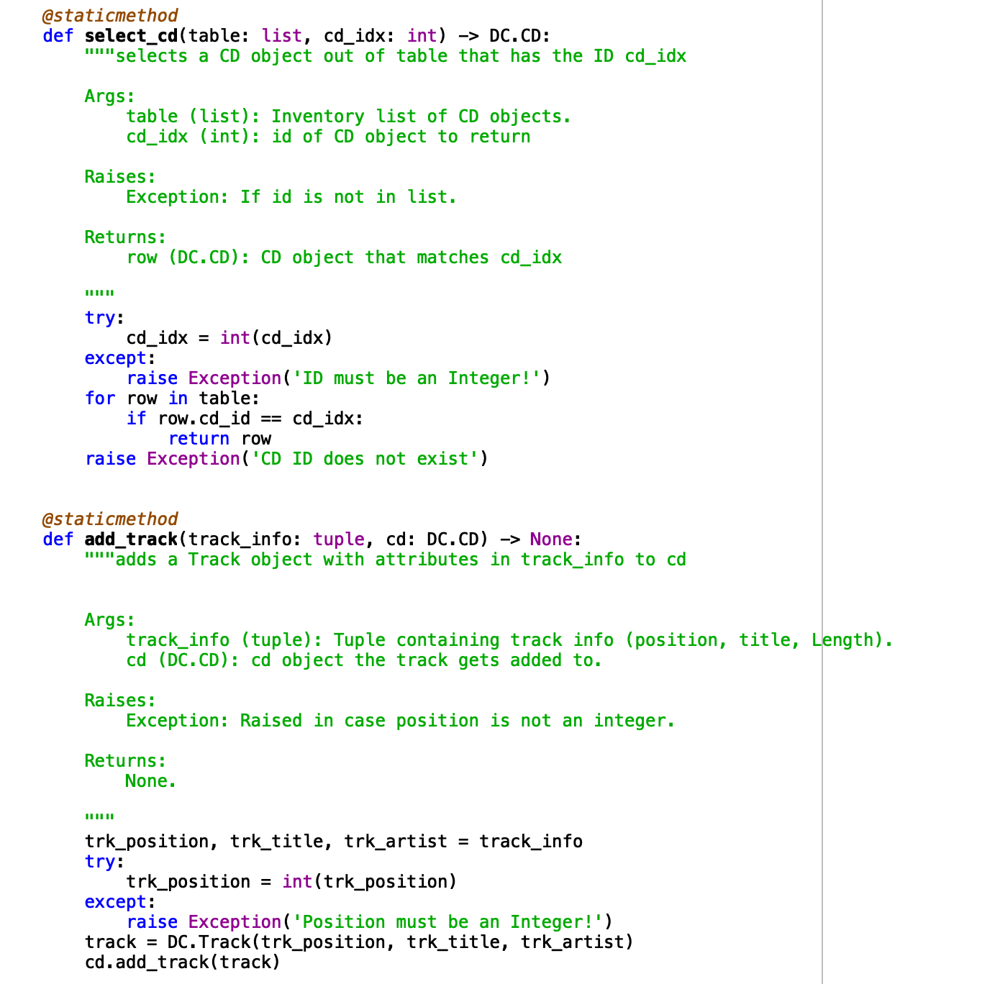 @staticmethod
def select_cd(table: list, cd_idx: int) -> DC.CD:
    """selects a CD object out of table that has the ID cd_idx

    Args:
        table (list): Inventory list of CD objects.
        cd_idx (int): id of CD object to return

    Raises:
        Exception: If id is not in list.

    Returns:
        row (DC.CD): CD object that matches cd_idx

    """
    try:
        cd_idx = int(cd_idx)
    except:
        raise Exception('ID must be an Integer!')
    for row in table:
        if row.cd_id == cd_idx:
            return row
    raise Exception('CD ID does not exist')


@staticmethod
def add_track(track_info: tuple, cd: DC.CD) -> None:
    """adds a Track object with attributes in track_info to cd


    Args:
        track_info (tuple): Tuple containing track info (position, title, Length).
        cd (DC.CD): cd object the track gets added to.

    Raises:
        Exception: Raised in case position is not an integer.

    Returns:
        None.

    """
    trk_position, trk_title, trk_artist = track_info
    try:
        trk_position = int(trk_position)
    except:
        raise Exception('Position must be an Integer!')
    track = DC.Track(trk_position, trk_title, trk_artist)
    cd.add_track(track)